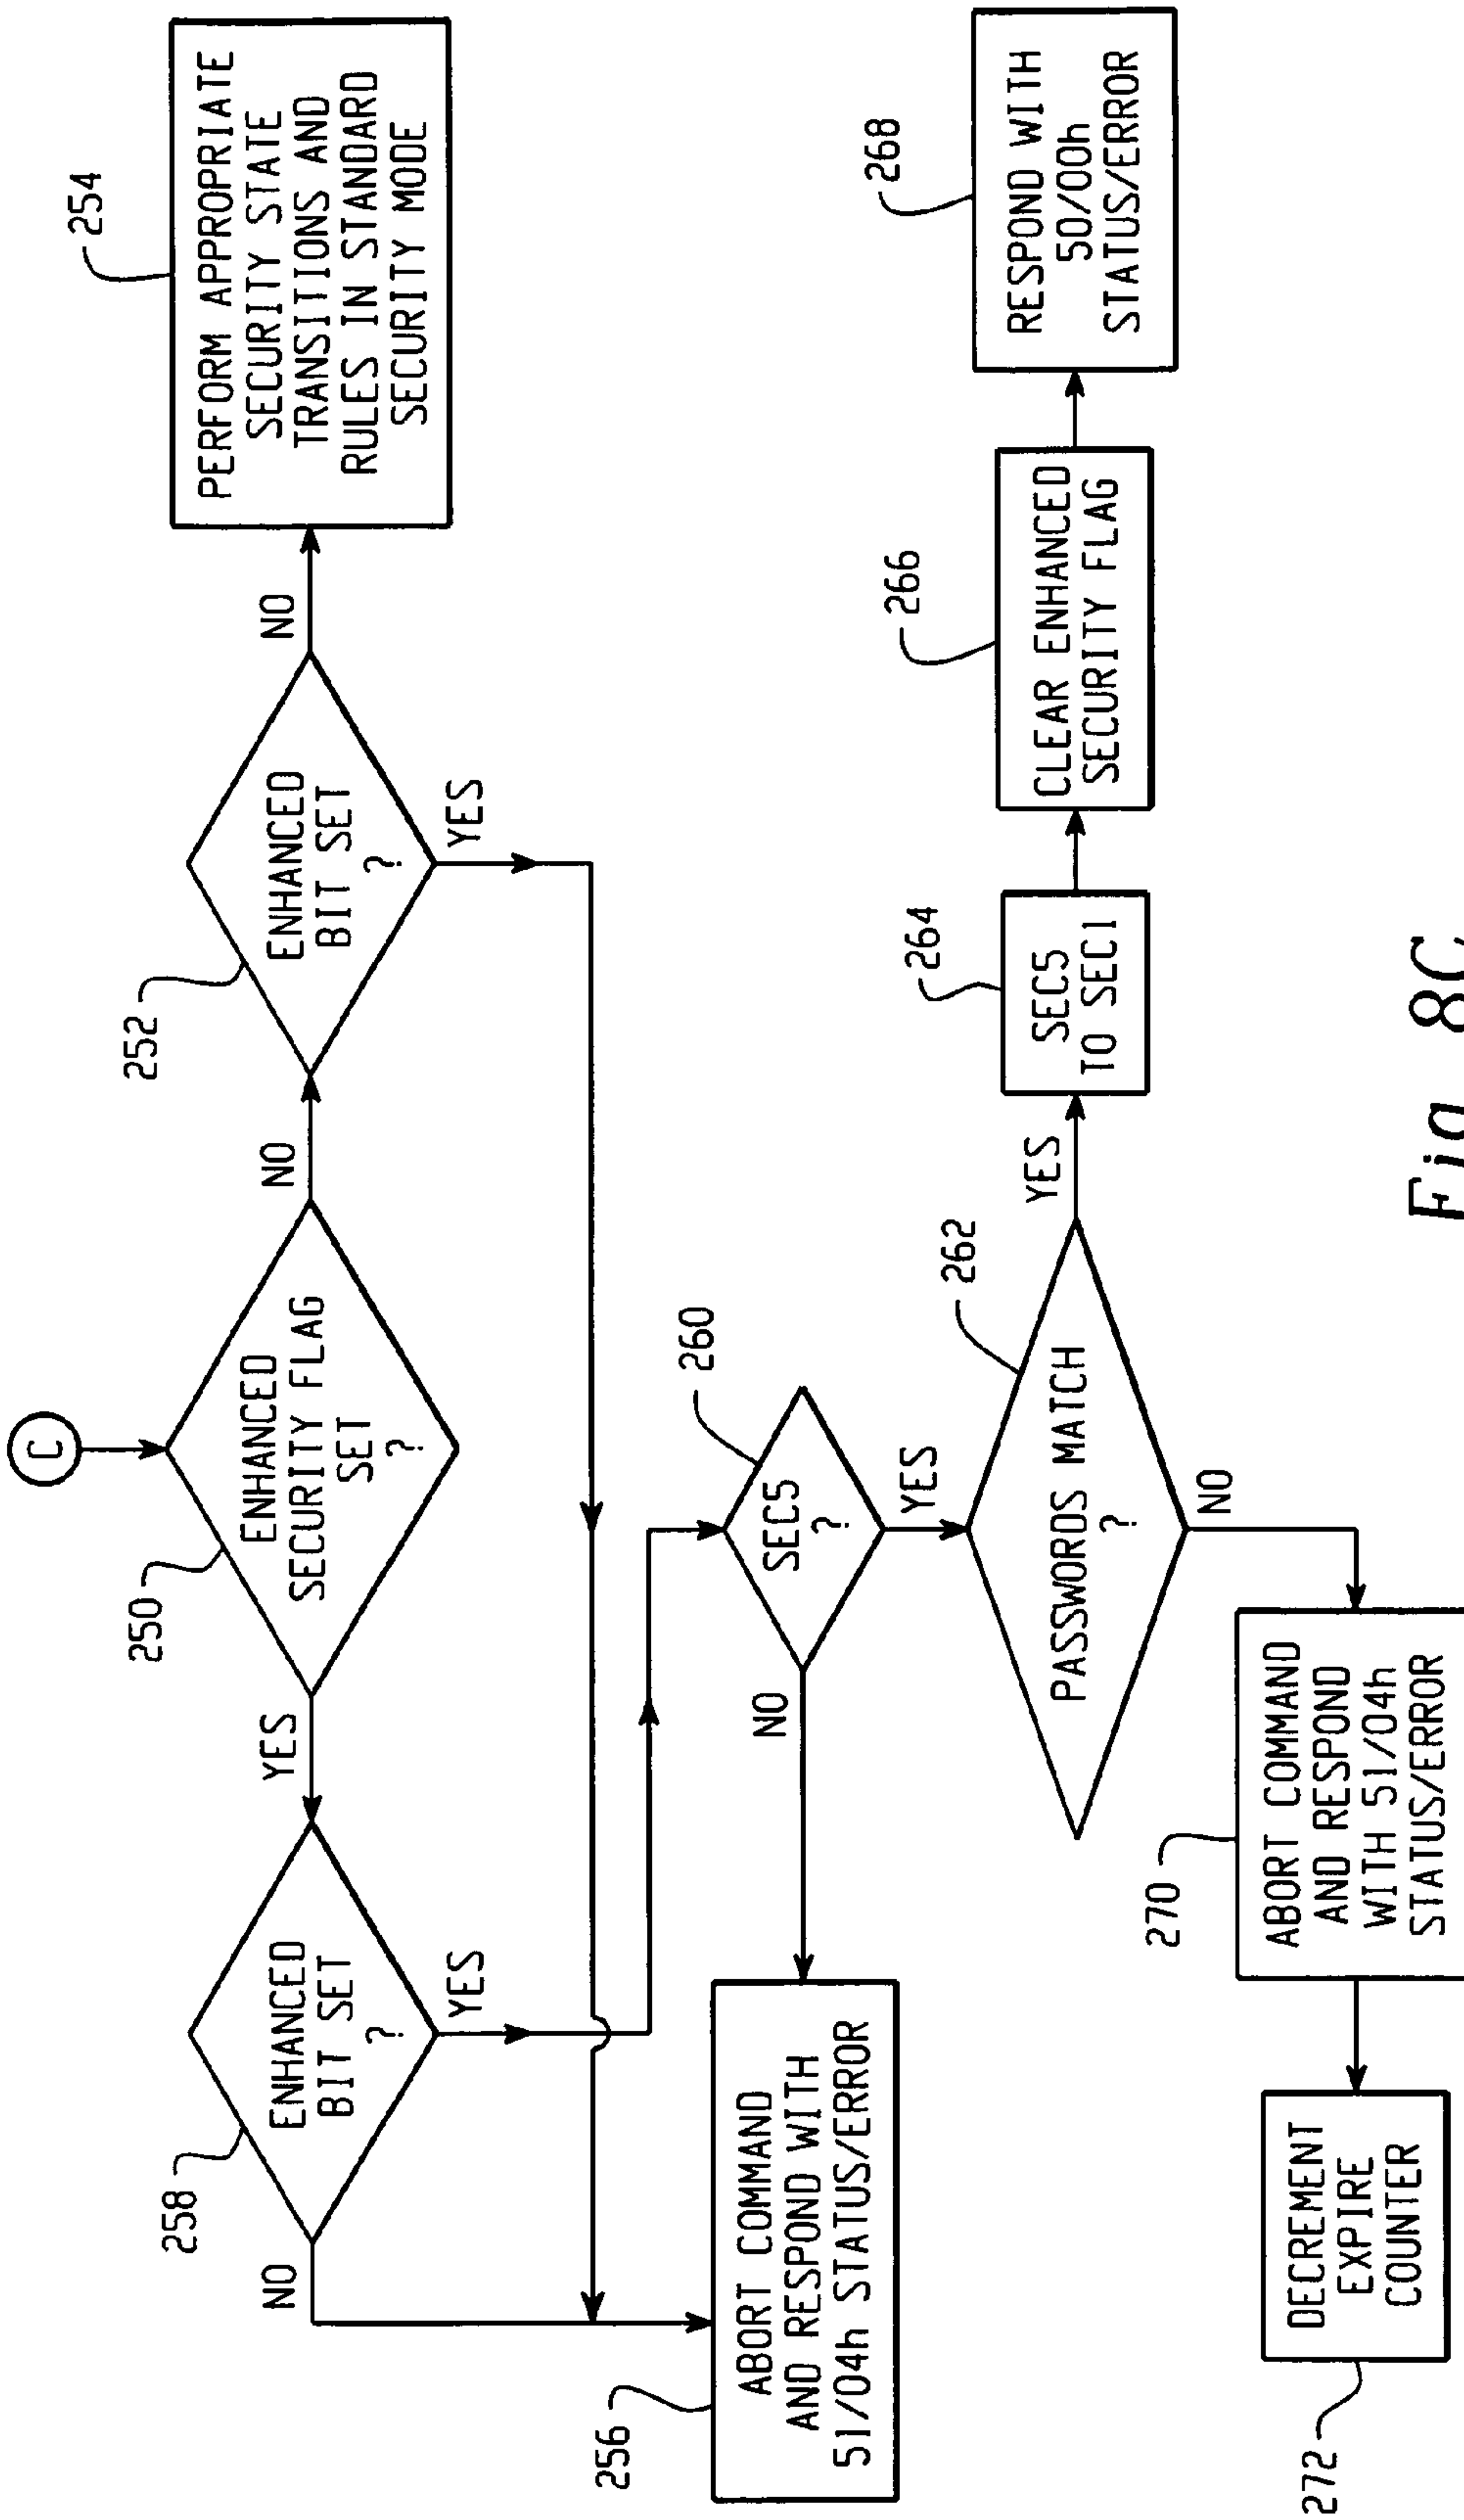 C
250
ENHANCED
SECURITY FLAG
SET
?
NO
252
ENHANCED
BIT SET
?
NO
254
PERFORM APPROPRIATE
SECURITY STATE
TRANSITIONS AND
RULES IN STANDARD
SECURITY MODE
YES
YES
258
ENHANCED
BIT SET
?
NO
YES
256
ABORT COMMAND
AND RESPOND WITH
51/04h STATUS/ERROR
260
SEC5
?
NO
YES
262
PASSWORDS MATCH
?
YES
264
SEC5
TO SEC1
266
CLEAR ENHANCED
SECURITY FLAG
268
RESPOND WITH
50/00h
STATUS/ERROR
NO
270
ABORT COMMAND
AND RESPOND
WITH 51/04h
STATUS/ERROR
272
DECREMENT
EXPIRE
COUNTER
Fig. 8C